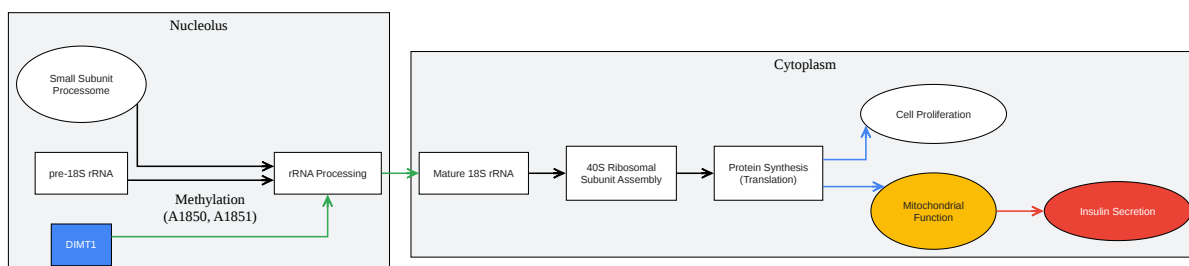 Nucleolus
Small Subunit
Processome
pre-18S rRNA
rRNA Processing
Methylation
(A1850, A1851)
DIMT1
Cytoplasm
Mature 18S rRNA
40S Ribosomal
Subunit Assembly
Protein Synthesis
(Translation)
Cell Proliferation
Mitochondrial
Function
Insulin Secretion